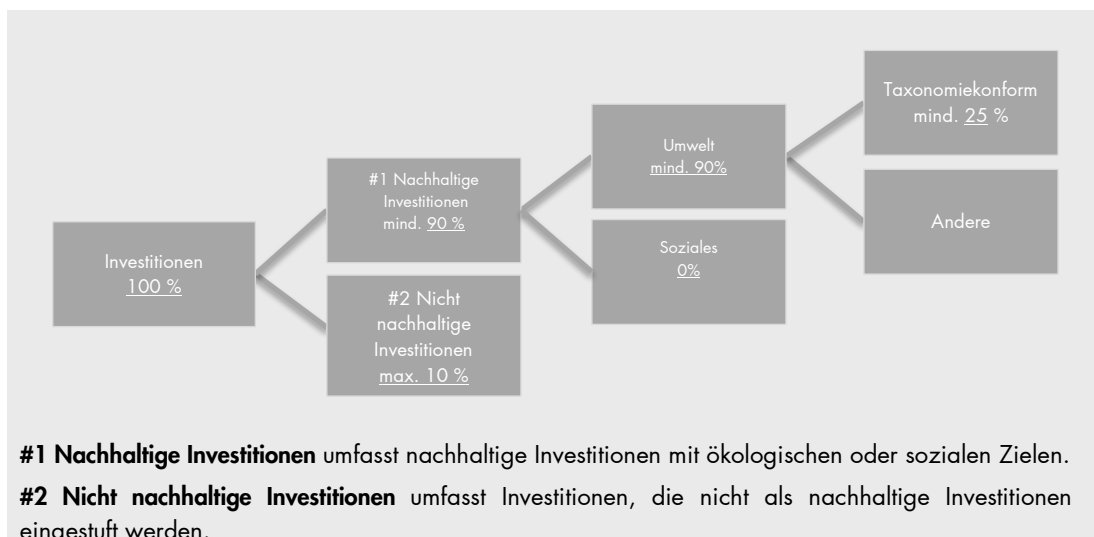 Investitionen
100 %
#1 Nachhaltige
Investitionen
mind. 90 %
#2 Nicht
nachhaltige
Investitionen
max. 10 %
Umwelt
mind. 90%
Soziales
0%
Taxonomiekonform
mind. 25 %
Andere
#1 Nachhaltige Investitionen umfasst nachhaltige Investitionen mit ökologischen oder sozialen Zielen.
#2 Nicht nachhaltige Investitionen umfasst Investitionen, die nicht als nachhaltige Investitionen
eingestuft werden.